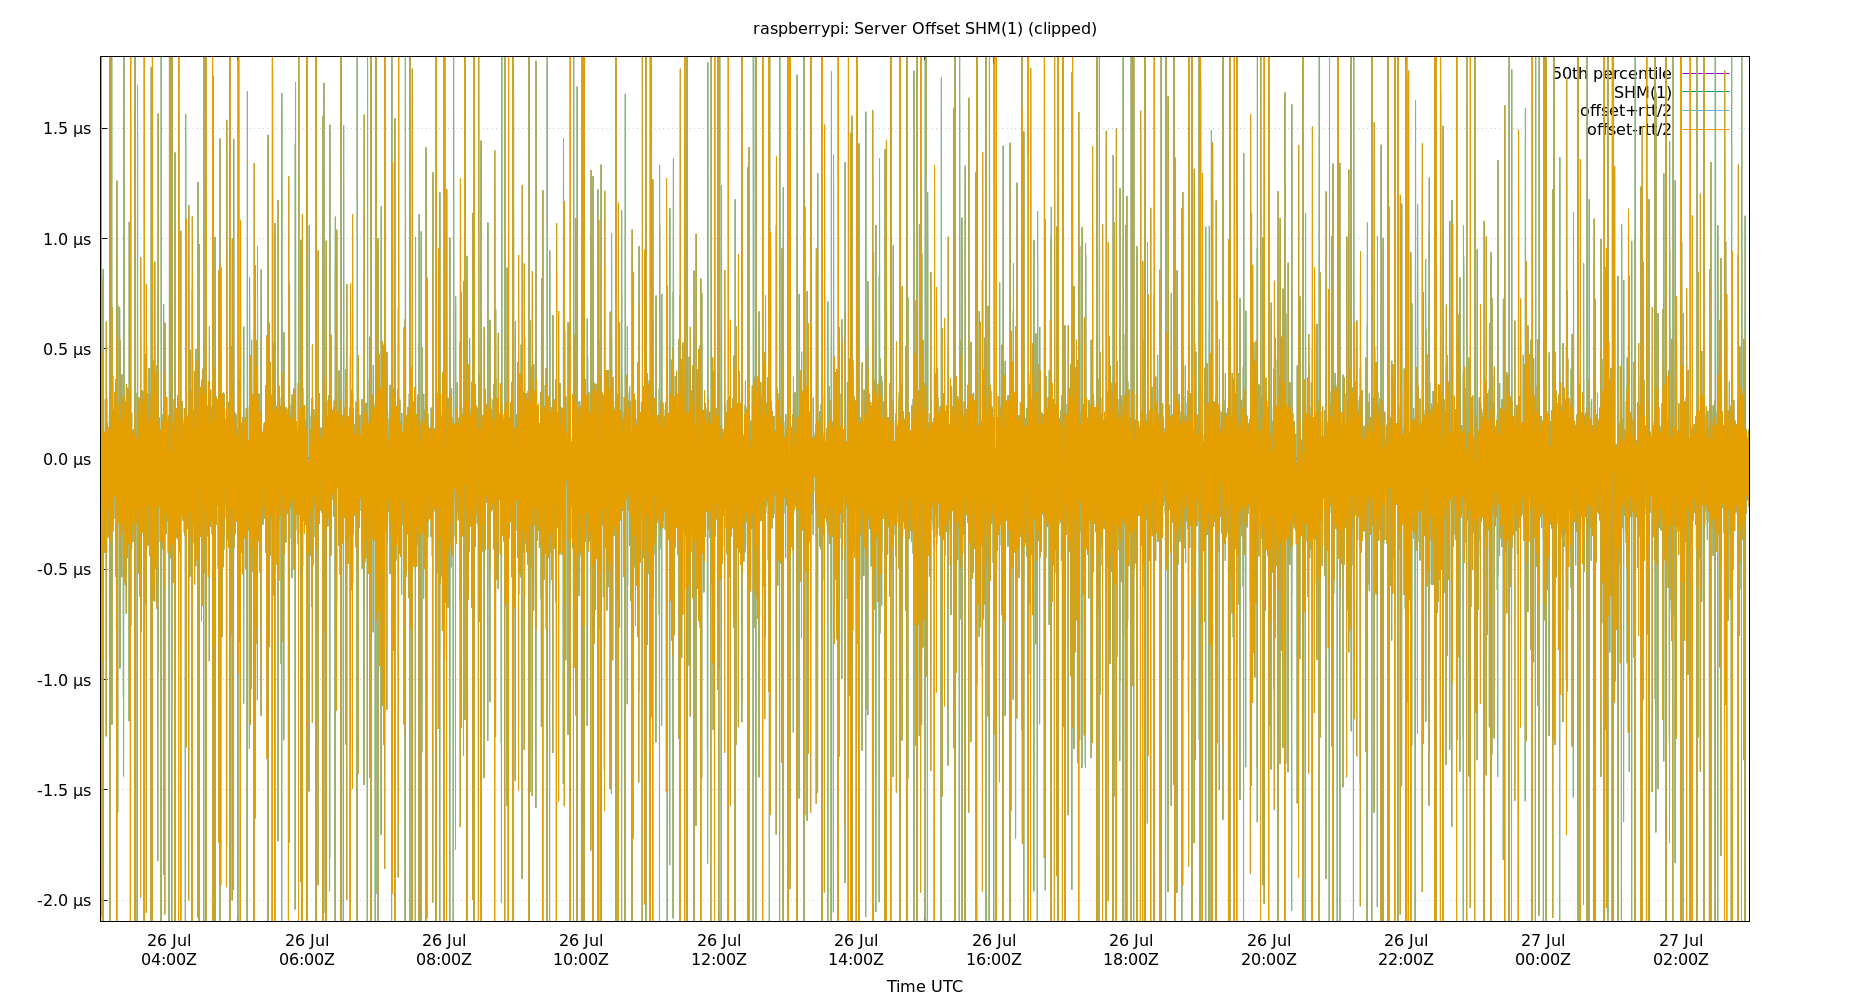 raspberrypi: Server Offset SHM(1) (clipped)
50th percentile
SHM(1)
offset+rtt/2
offset-rtt/2
1.5 µs
1.0 µs
0.5 µs
0.0 µs
-0.5 µs
-1.0 µs
-1.5 µs
-2.0 µs
26 Jul 26 Jul 26 Jul 26 Jul 26 Jul 26 Jul 26 Jul 26 Jul 26 Jul 26 Jul 27 Jul 27 Jul
04:00Z 06:00Z 08:00Z 10:00Z 12:00Z 14:00Z 16:00Z 18:00Z 20:00Z 22:00Z 00:00Z 02:00Z
Time UTC